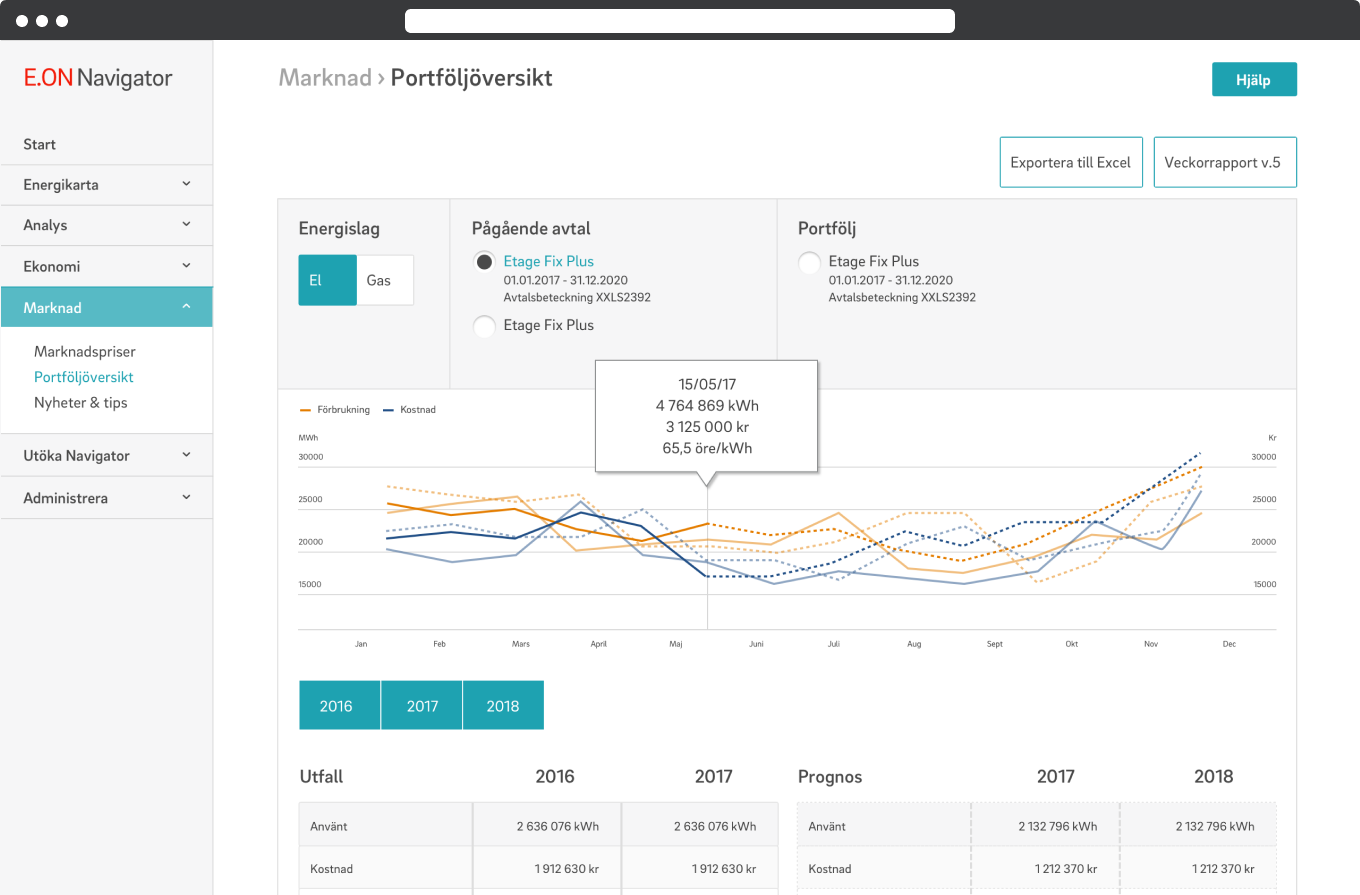 E.ON Navigator
Start
Energikarta
Analys
Ekonomi
Marknad
Marknadspriser
Portföljöversikt
Nyheter & tips
Utöka Navigator
Administrera
Marknad › Portföljöversikt
Hjälp
Exportera till Excel
Veckorrapport v.5
Energislag
El
Gas
Pågående avtal
Etage Fix Plus
01.01.2017 - 31.12.2020
Avtalsbeteckning XXLS2392
Etage Fix Plus
Portfölj
Etage Fix Plus
01.01.2017 - 31.12.2020
Avtalsbeteckning XXLS2392
15/05/17
4 764 869 kWh
3 125 000 kr
65,5 öre/kWh
Förbrukning Kostnad
MWh Kr
30000 30000
25000 25000
20000 20000
15000 15000
Jan Feb Mars April Maj Juni Juli Aug Sept Okt Nov Dec
2016 2017 2018
Utfall 2016 2017
Använt 2 636 076 kWh 2 636 076 kWh
Kostnad 1 912 630 kr 1 912 630 kr
Prognos 2017 2018
Använt 2 132 796 kWh 2 132 796 kWh
Kostnad 1 212 370 kr 1 212 370 kr